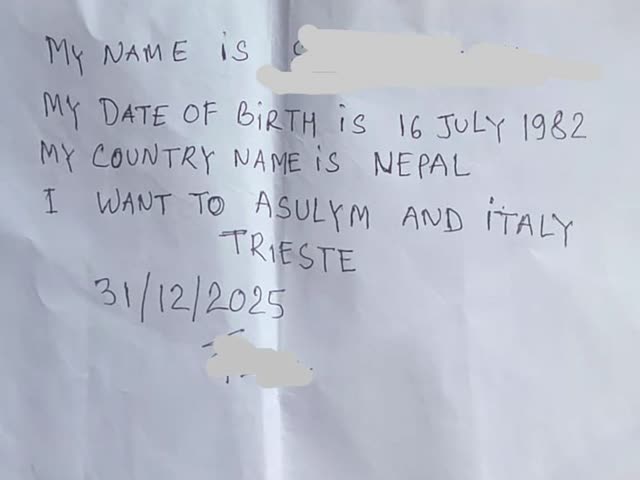 MY NAME iS
MY DATE OF BiRTH iS 16 JULY 1982
MY COUNTRY NAME iS NEPAL
I WANT TO ASULYM AND iTALY
TRIESTE
31/12/2025